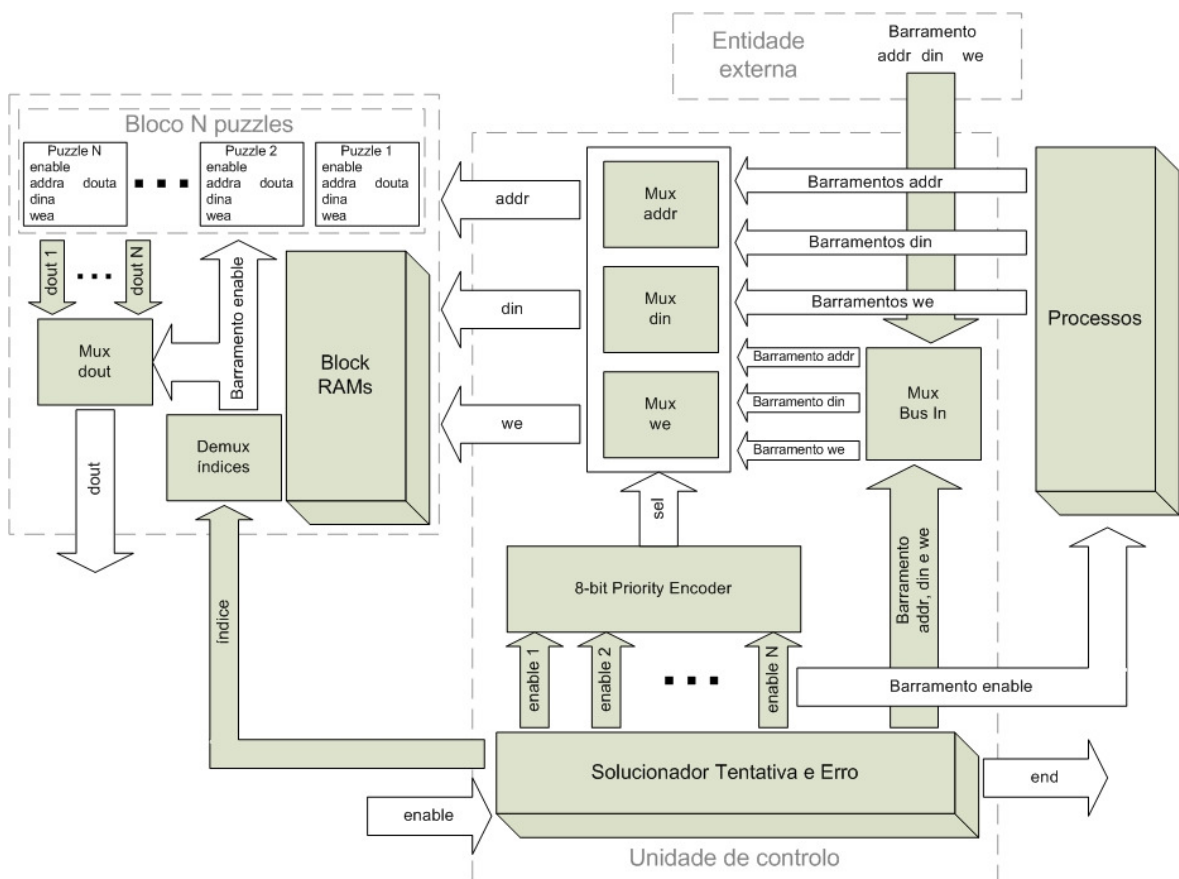 Entidade
externa
Barramento
addr din we
Bloco N puzzles
Puzzle N
enable
addra douta
dina
wea
Puzzle 2
enable
addra douta
dina
wea
Puzzle 1
enable
addra douta
dina
wea
dout 1
dout N
Mux
dout
dout
Barramento enable
Demux
índices
Block
RAMs
addr
din
we
Mux
addr
Mux
din
Mux
we
Barramentos addr
Barramentos din
Barramentos we
Barramento addr
Barramento din
Barramento we
Mux
Bus In
Processos
sel
8-bit Priority Encoder
enable 1
enable 2
enable N
Barramento
addr, din e we
Barramento enable
índice
Solucionador Tentativa e Erro
enable
end
Unidade de controlo